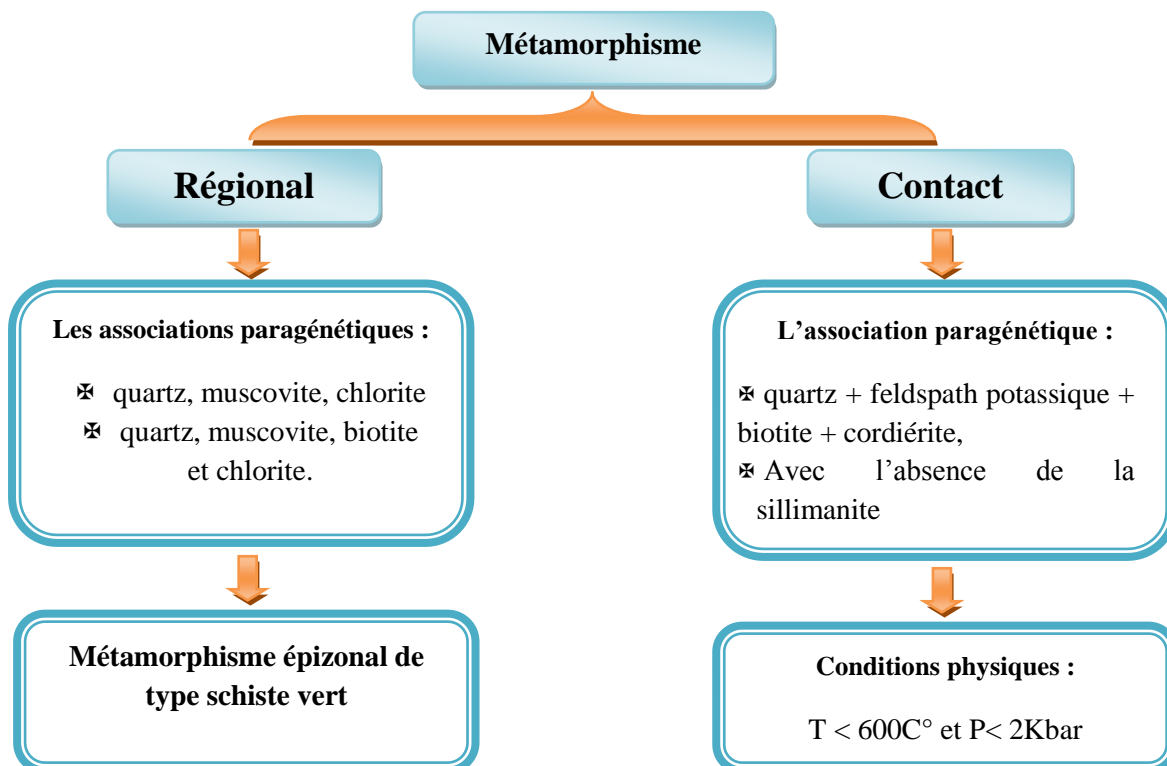 Métamorphisme
Régional
Contact
Les associations paragénétiques :
✠ quartz, muscovite, chlorite
✠ quartz, muscovite, biotite
et chlorite.
L’association paragénétique :
✠ quartz + feldspath potassique +
biotite + cordiérite,
✠ Avec l’absence de la
sillimanite
Métamorphisme épizonal de
type schiste vert
Conditions physiques :
T < 600C° et P< 2Kbar